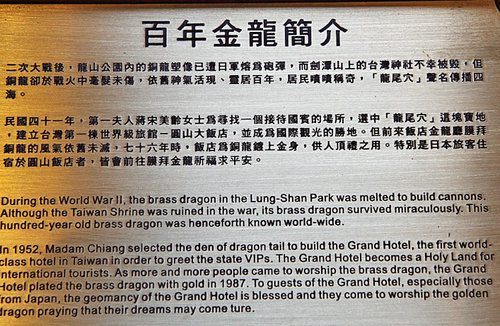 百年金龍簡介
二次大戰後，龍山公園內的銅龍塑像已遭日軍熔為砲彈，而劍潭山上的台灣神社不幸被毀，但
銅龍卻於戰火中毫髮未傷，依舊神氣活現、靈居百年，居民嘖嘖稱奇，「龍尾穴」聲名傳播四
海。
民國四十一年，第一夫人蔣宋美齡女士為尋找一個接待國賓的場所，選中「龍尾穴」這塊寶地
，建立台灣第一棟世界級旅館－圓山大飯店，並成為國際觀光的勝地。但前來飯店金龍廳膜拜
銅龍的風氣依舊未減，七十六年時，飯店為銅龍鍍上金身，供人頂禮之用。特別是日本旅客住
宿於圓山飯店者，皆會前往膜拜金龍祈福求平安。
During the World War II, the brass dragon in the Lung-Shan Park was melted to build cannons.
Although the Taiwan Shrine was ruined in the war, its brass dragon survived miraculously. This
hundred-year old brass dragon was henceforth known world-wide.
In 1952, Madam Chiang selected the den of dragon tail to build the Grand Hotel, the first world-
class hotel in Taiwan in order to greet the state VIPs. The Grand Hotel becomes a Holy Land for
international tourists. As more and more people came to worship the brass dragon, the Grand
Hotel plated the brass dragon with gold in 1987. To guests of the Grand Hotel, especially those
from Japan, the geomancy of the Grand Hotel is blessed and they come to worship the golden
dragon praying that their dreams may come ture.